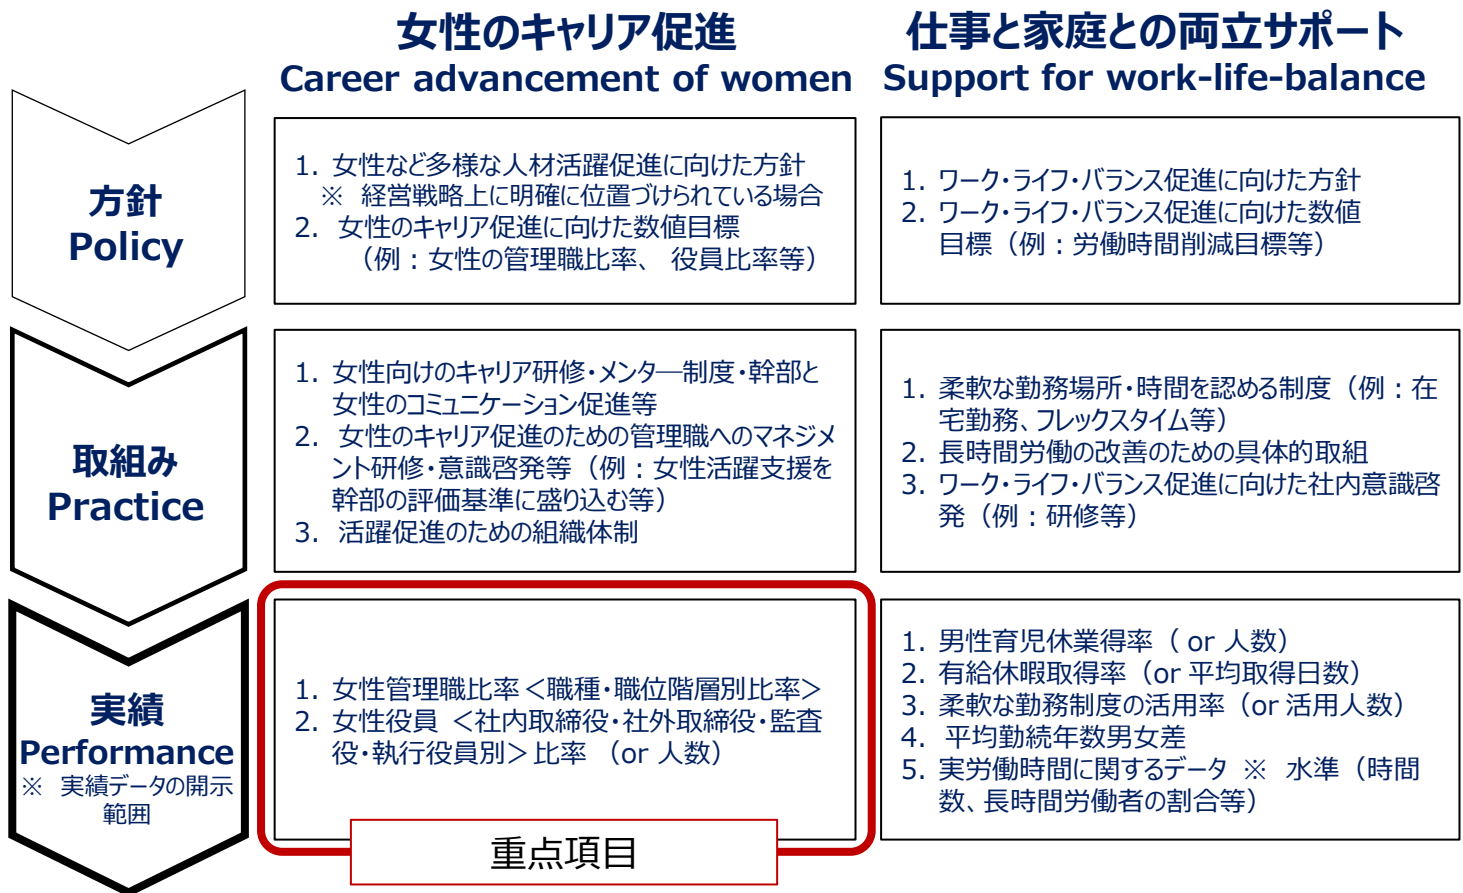 女性のキャリア促進
Career advancement of women
仕事と家庭との両立サポート
Support for work-life-balance
方針
Policy
1. 女性など多様な人材活躍促進に向けた方針
※ 経営戦略上に明確に位置づけられている場合
2. 女性のキャリア促進に向けた数値目標
（例：女性の管理職比率、 役員比率等）
1. ワーク・ライフ・バランス促進に向けた方針
2. ワーク・ライフ・バランス促進に向けた数値
目標（例：労働時間削減目標等）
取組み
Practice
1. 女性向けのキャリア研修・メンタ―制度・幹部と
女性のコミュニケーション促進等
2. 女性のキャリア促進のための管理職へのマネジメ
ント研修・意識啓発等（例：女性活躍支援を
幹部の評価基準に盛り込む等）
3. 活躍促進のための組織体制
1. 柔軟な勤務場所・時間を認める制度（例：在
宅勤務、フレックスタイム等）
2. 長時間労働の改善のための具体的取組
3. ワーク・ライフ・バランス促進に向けた社内意識啓
発（例：研修等）
実績
Performance
※ 実績データの開示
範囲
1. 女性管理職比率＜職種・職位階層別比率＞
2. 女性役員 ＜社内取締役・社外取締役・監査
役・執行役員別＞比率 （or 人数）
重点項目
1. 男性育児休業得率（ or 人数）
2. 有給休暇取得率（or 平均取得日数）
3. 柔軟な勤務制度の活用率（or 活用人数）
4. 平均勤続年数男女差
5. 実労働時間に関するデータ ※ 水準（時間
数、長時間労働者の割合等）